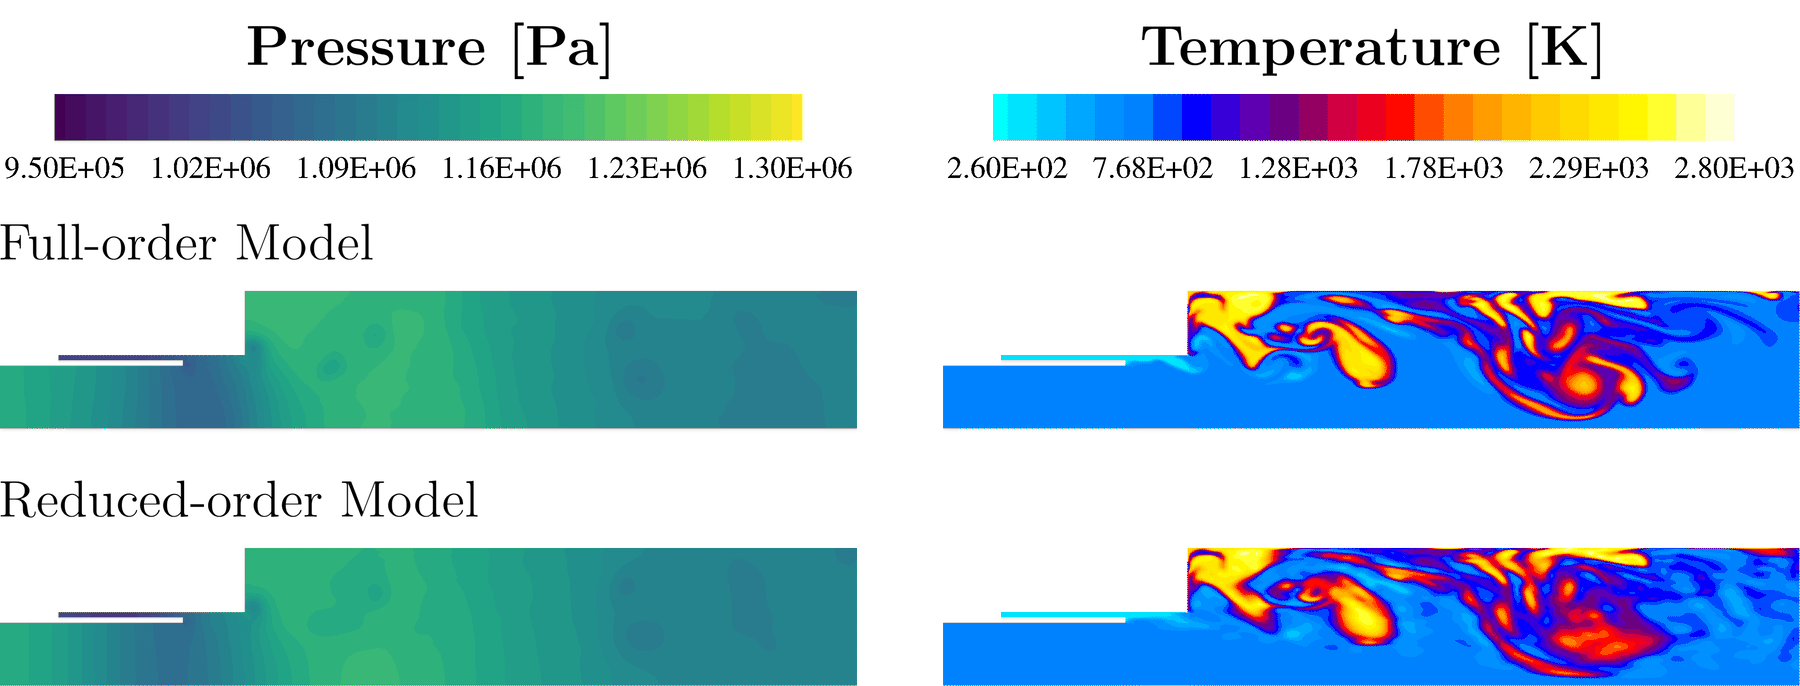 Pressure [Pa]
Temperature [K]
9.50E+05 1.02E+06 1.09E+06 1.16E+06 1.23E+06 1.30E+06
2.60E+02 7.68E+02 1.28E+03 1.78E+03 2.29E+03 2.80E+03
Full-order Model
Reduced-order Model